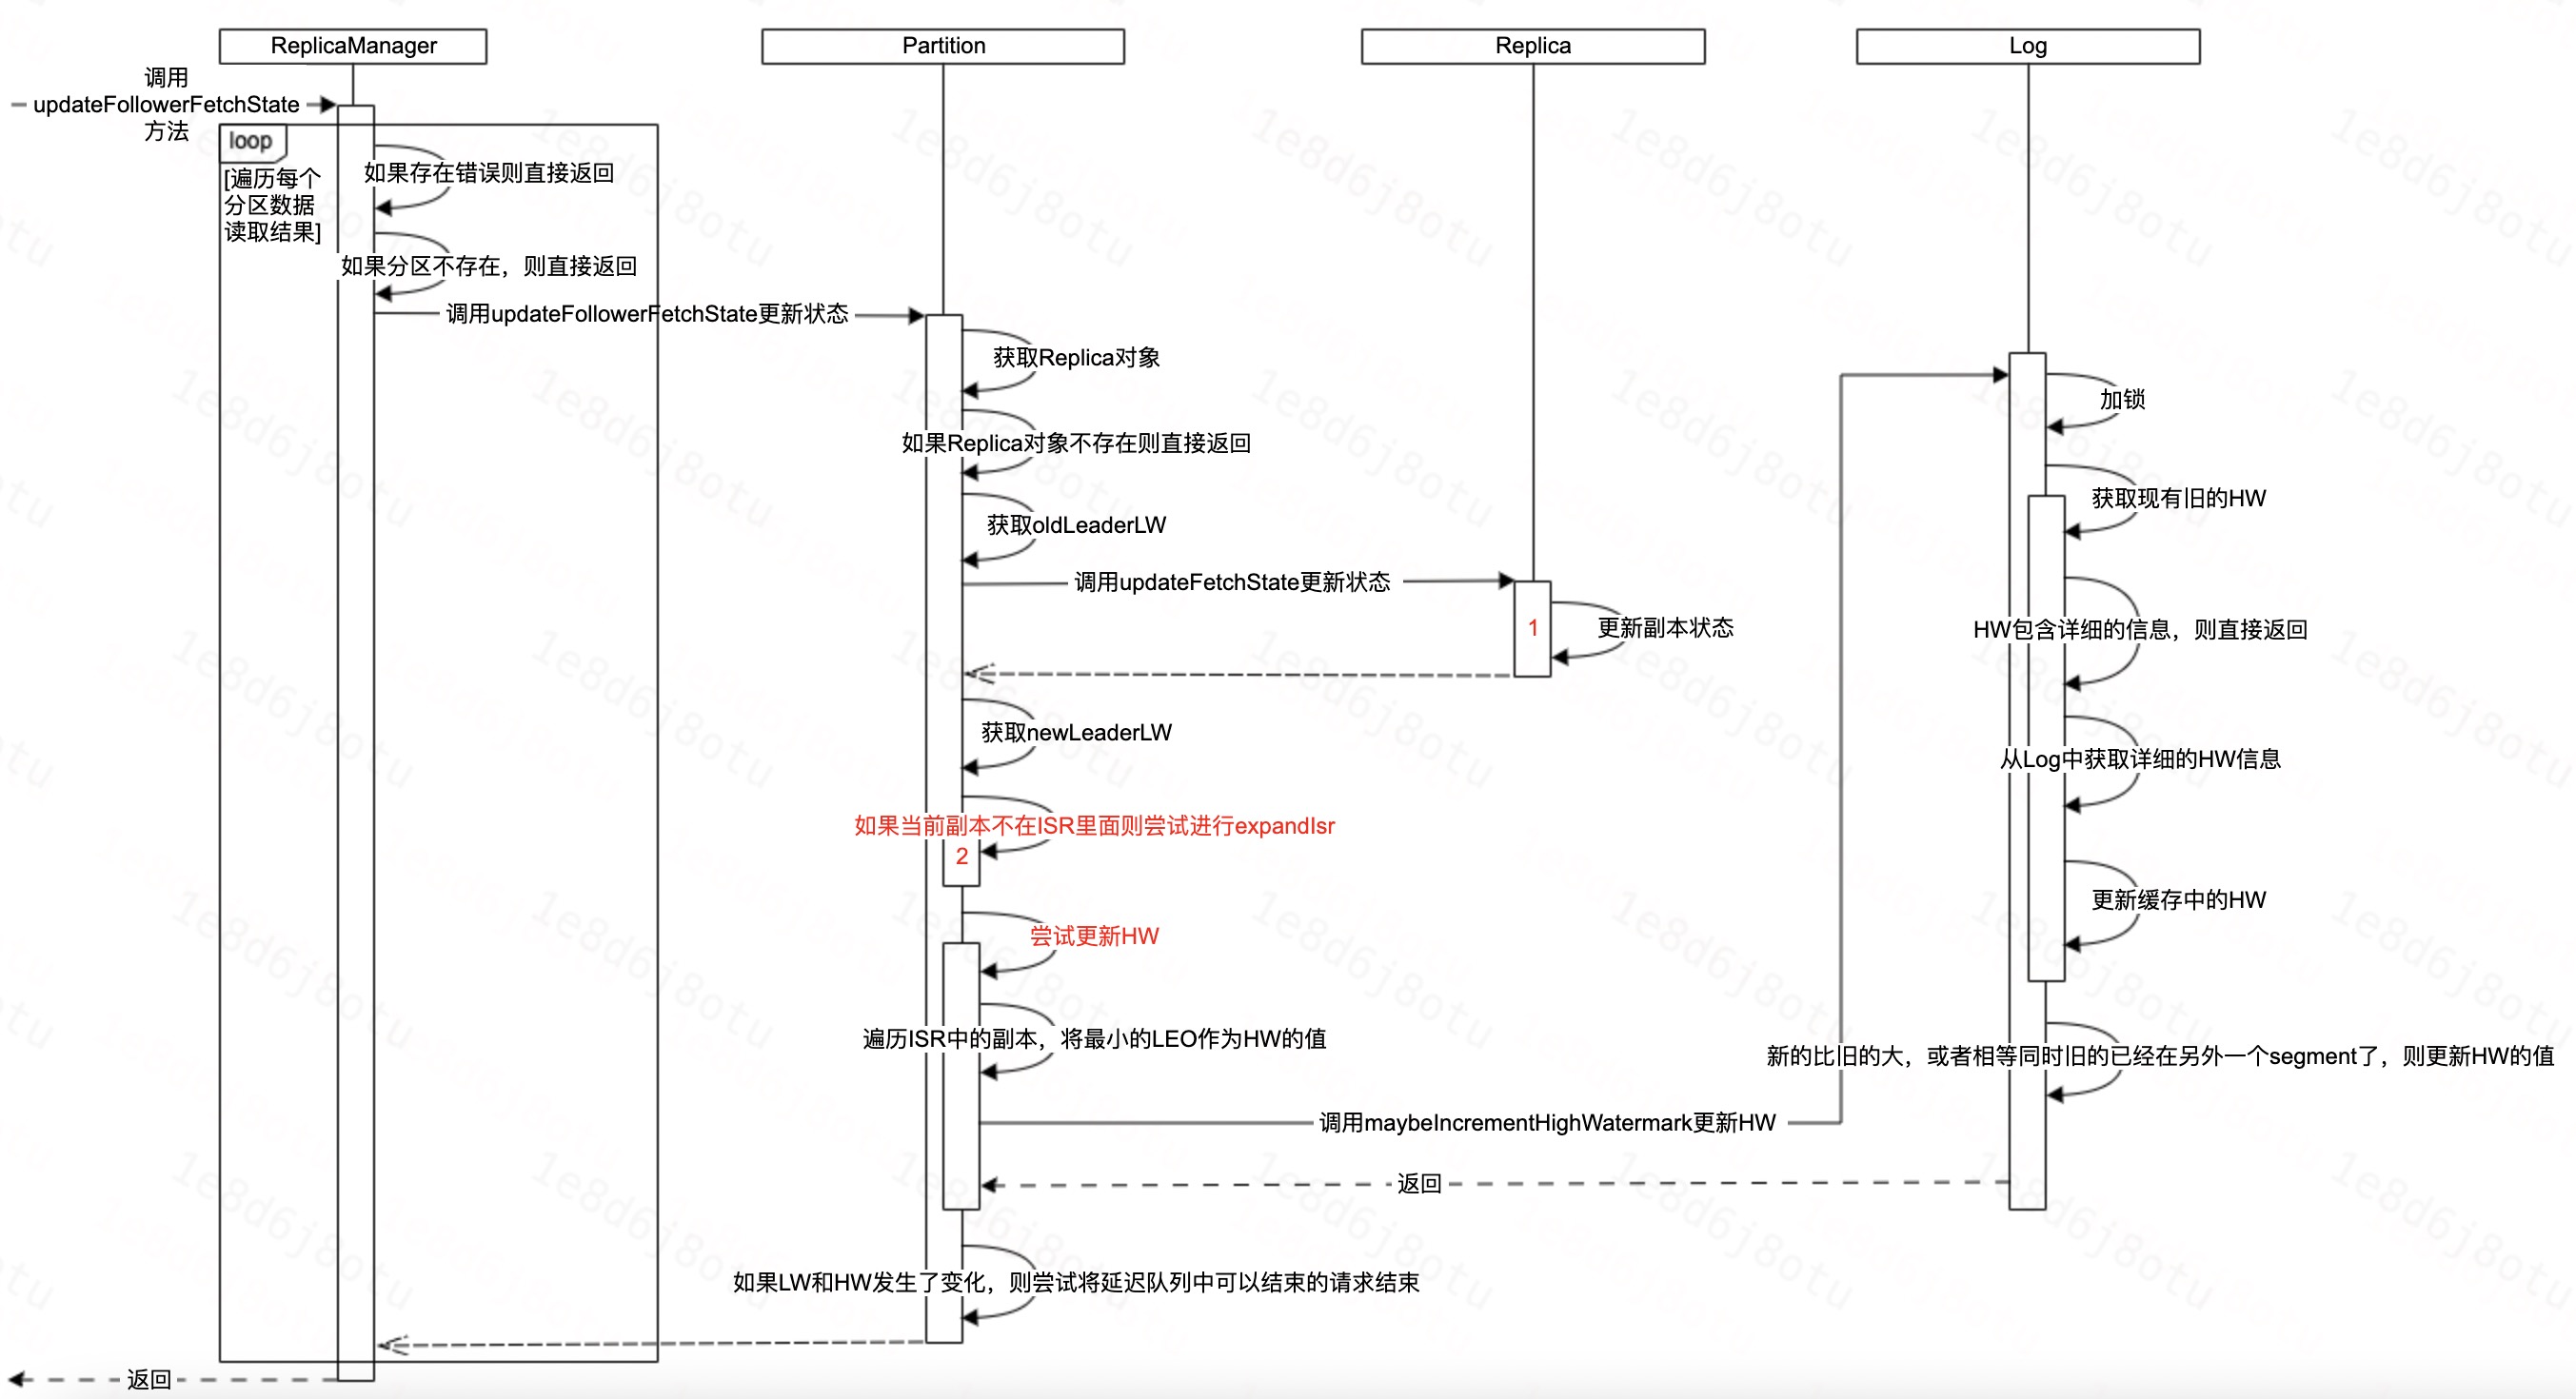 ReplicaManager
Partition
Replica
Log
调用
updateFollowerFetchState
方法
loop
[遍历每个
分区数据
读取结果]
如果存在错误则直接返回
如果分区不存在，则直接返回
调用updateFollowerFetchState更新状态
获取Replica对象
如果Replica对象不存在则直接返回
获取oldLeaderLW
调用updateFetchState更新状态
1
更新副本状态
获取newLeaderLW
如果当前副本不在ISR里面则尝试进行expandIsr
2
尝试更新HW
遍历ISR中的副本，将最小的LEO作为HW的值
调用maybeIncrementHighWatermark更新HW
加锁
获取现有旧的HW
HW包含详细的信息，则直接返回
从Log中获取详细的HW信息
更新缓存中的HW
新的比旧的大，或者相等同时旧的已经在另外一个segment了，则更新HW的值
返回
如果LW和HW发生了变化，则尝试将延迟队列中可以结束的请求结束
返回
1e8d6j8otu